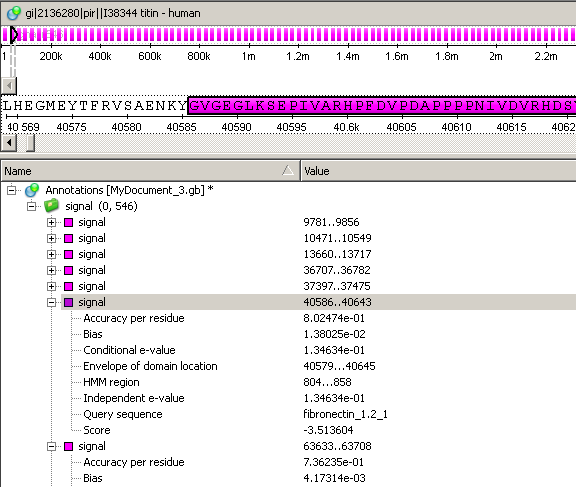 gi|2136280|pir||I38344 titin - human
1 200k 400k 600k 800k 1m 1.2m 1.4m 1.6m 1.8m 2m 2.2m
LHEGMEYTFRVSAENKYGVGEGLKSEPIVARHPFDVPDAPPPPNIVDVRHDS
40 569 40575 40580 40585 40590 40595 40.6k 40605 40610 40615 4062
Name Value
Annotations [MyDocument_3.gb] *
signal (0, 546)
signal 9781..9856
signal 10471..10549
signal 13660..13717
signal 36707..36782
signal 37397..37475
signal 40586..40643
Accuracy per residue 8.02474e-01
Bias 1.38025e-02
Conditional e-value 1.34634e-01
Envelope of domain location 40579...40645
HMM region 804...858
Independent e-value 1.34634e-01
Query sequence fibronectin_1.2_1
Score -3.513604
signal 63633..63708
Accuracy per residue 7.36235e-01
Bias 4.17314e-03